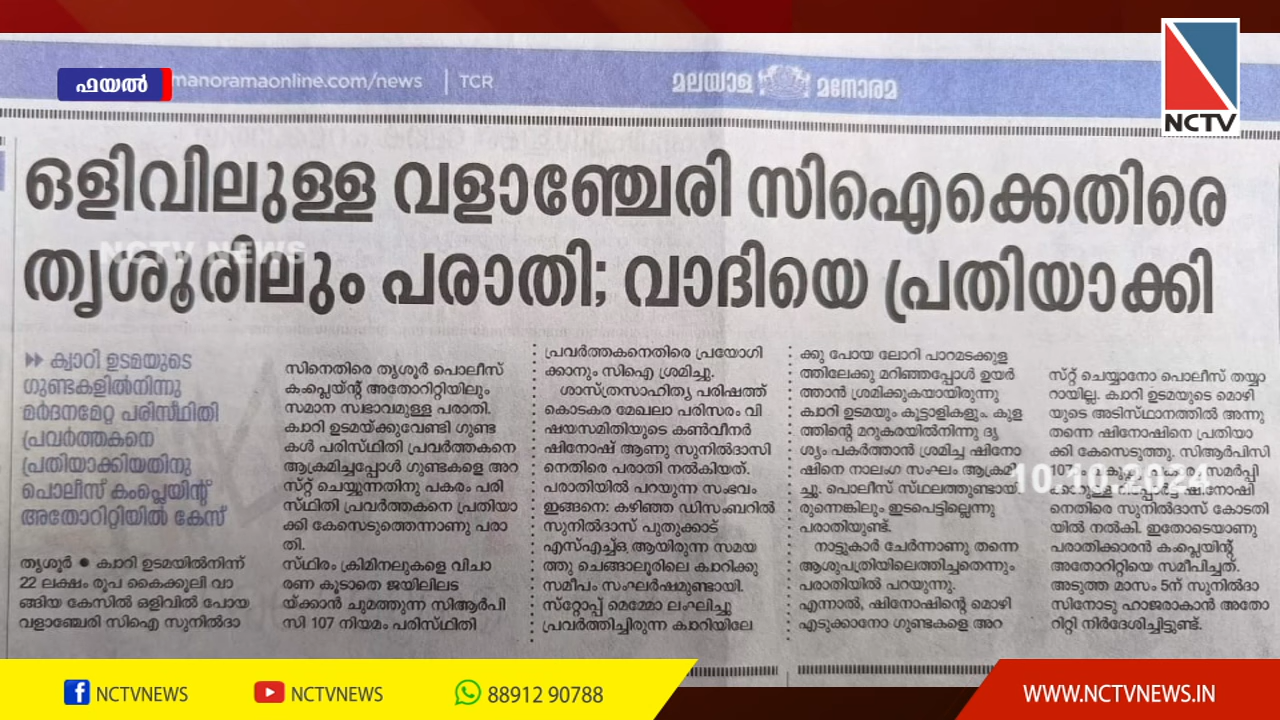 ഫയൽ
manoramaonline.com/news | TCR
മലയാള മനോരമ
NCTV
ഒളിവിലുള്ള വളാഞ്ചേരി സിഐക്കെതിരെ
തൃശൂരിലും പരാതി; വാദിയെ പ്രതിയാക്കി
NCTV NEWS
ക്വാറി ഉടമയുടെ
ഗുണ്ടകളിൽനിന്നു
മർദനമേറ്റ പരിസ്ഥിതി
പ്രവർത്തകനെ
പ്രതിയാക്കിയതിനു
പൊലീസ് കംപ്ലെയിന്റ്
അതോറിറ്റിയിൽ കേസ്
തൃശൂർ ● ക്വാറി ഉടമയിൽനിന്ന്
22 ലക്ഷം രൂപ കൈക്കൂലി വാ
ങ്ങിയ കേസിൽ ഒളിവിൽ പോയ
വളാഞ്ചേരി സിഐ സുനിൽദാ
സിനെതിരെ തൃശൂർ പൊലീസ്
കംപ്ലെയ്ന്റ് അതോറിറ്റിയിലും
സമാന സ്വഭാവമുള്ള പരാതി.
ക്വാറി ഉടമയ്ക്കുവേണ്ടി ഗുണ്ട
കൾ പരിസ്ഥിതി പ്രവർത്തകനെ
ആക്രമിച്ചപ്പോൾ ഗുണ്ടകളെ അറ
സ്റ്റ് ചെയ്യുന്നതിനു പകരം പരി
സ്ഥിതി പ്രവർത്തകനെ പ്രതിയാ
ക്കി കേസെടുത്തെന്നാണു പരാ
തി.
സ്ഥിരം ക്രിമിനലുകളെ വിചാ
രണ കൂടാതെ ജയിലിലട
യ്ക്കാൻ ചുമത്തുന്ന സിആർപി
സി 107 നിയമം പരിസ്ഥിതി
പ്രവർത്തകനെതിരെ പ്രയോഗി
ക്കാനും സിഐ ശ്രമിച്ചു.
ശാസ്ത്രസാഹിത്യ പരിഷത്ത്
കൊടകര മേഖലാ പരിസരം വി
ഷയസമിതിയുടെ കൺവീനർ
ഷിനോഷ് ആണു സുനിൽദാസി
നെതിരെ പരാതി നൽകിയത്.
പരാതിയിൽ പറയുന്ന സംഭവം
ഇങ്ങനെ: കഴിഞ്ഞ ഡിസംബറിൽ
സുനിൽദാസ് പുതുക്കാട്
എസ്എച്ച്ഒ ആയിരുന്ന സമയ
ത്തു ചെങ്ങാലൂരിലെ ക്വാറിക്കു
സമീപം സംഘർഷമുണ്ടായി.
സ്റ്റോപ്പ് മെമ്മോ ലംഘിച്ചു
പ്രവർത്തിച്ചിരുന്ന ക്വാറിയിലേ
ക്കു പോയ ലോറി പാറമടക്കുള
ത്തിലേക്കു മറിഞ്ഞപ്പോൾ ഉയർ
ത്താൻ ശ്രമിക്കുകയായിരുന്നു
ക്വാറി ഉടമയും കൂട്ടാളികളും. കുള
ത്തിന്റെ മറുകരയിൽനിന്നു ദൃ
ശ്യം പകർത്താൻ ശ്രമിച്ച ഷിനോ
ഷിനെ നാലംഗ സംഘം ആക്രമി
ച്ചു. പൊലീസ് സ്ഥലത്തുണ്ടായി
രുന്നെങ്കിലും ഇടപെട്ടില്ലെന്നു
പരാതിയുണ്ട്.
നാട്ടുകാർ ചേർന്നാണു തന്നെ
ആശുപത്രിയിലെത്തിച്ചതെന്നും
പരാതിയിൽ പറയുന്നു.
എന്നാൽ, ഷിനോഷിന്റെ മൊഴി
എടുക്കാനോ ഗുണ്ടകളെ അറ
സ്റ്റ് ചെയ്യാനോ പൊലീസ് തയ്യാ
റായില്ല. ക്വാറി ഉടമയുടെ മൊഴി
യുടെ അടിസ്ഥാനത്തിൽ അന്നു
തന്നെ ഷിനോഷിനെ പ്രതിയാ
ക്കി കേസെടുത്തു. സിആർപിസി
107 സമർപ്പി
ഷിനോഷി
10.10.2024
നെതിരെ സുനിൽദാസ് കോടതി
യിൽ നൽകി. ഇതോടെയാണു
പരാതിക്കാരൻ കംപ്ലെയിന്റ്
അതോറിറ്റിയെ സമീപിച്ചത്.
അടുത്ത മാസം 5ന് സുനിൽദാ
സിനോടു ഹാജരാകാൻ അതോ
റിറ്റി നിർദേശിച്ചിട്ടുണ്ട്.
NCTVNEWS
NCTVNEWS
88912 90788
WWW.NCTVNEWS.IN